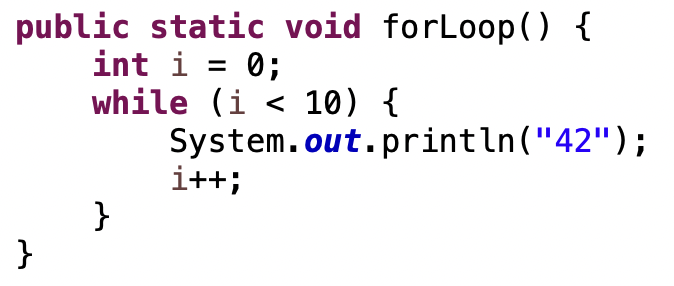 public static void forLoop() {
    int i = 0;
    while (i < 10) {
        System.out.println("42");
        i++;
    }
}